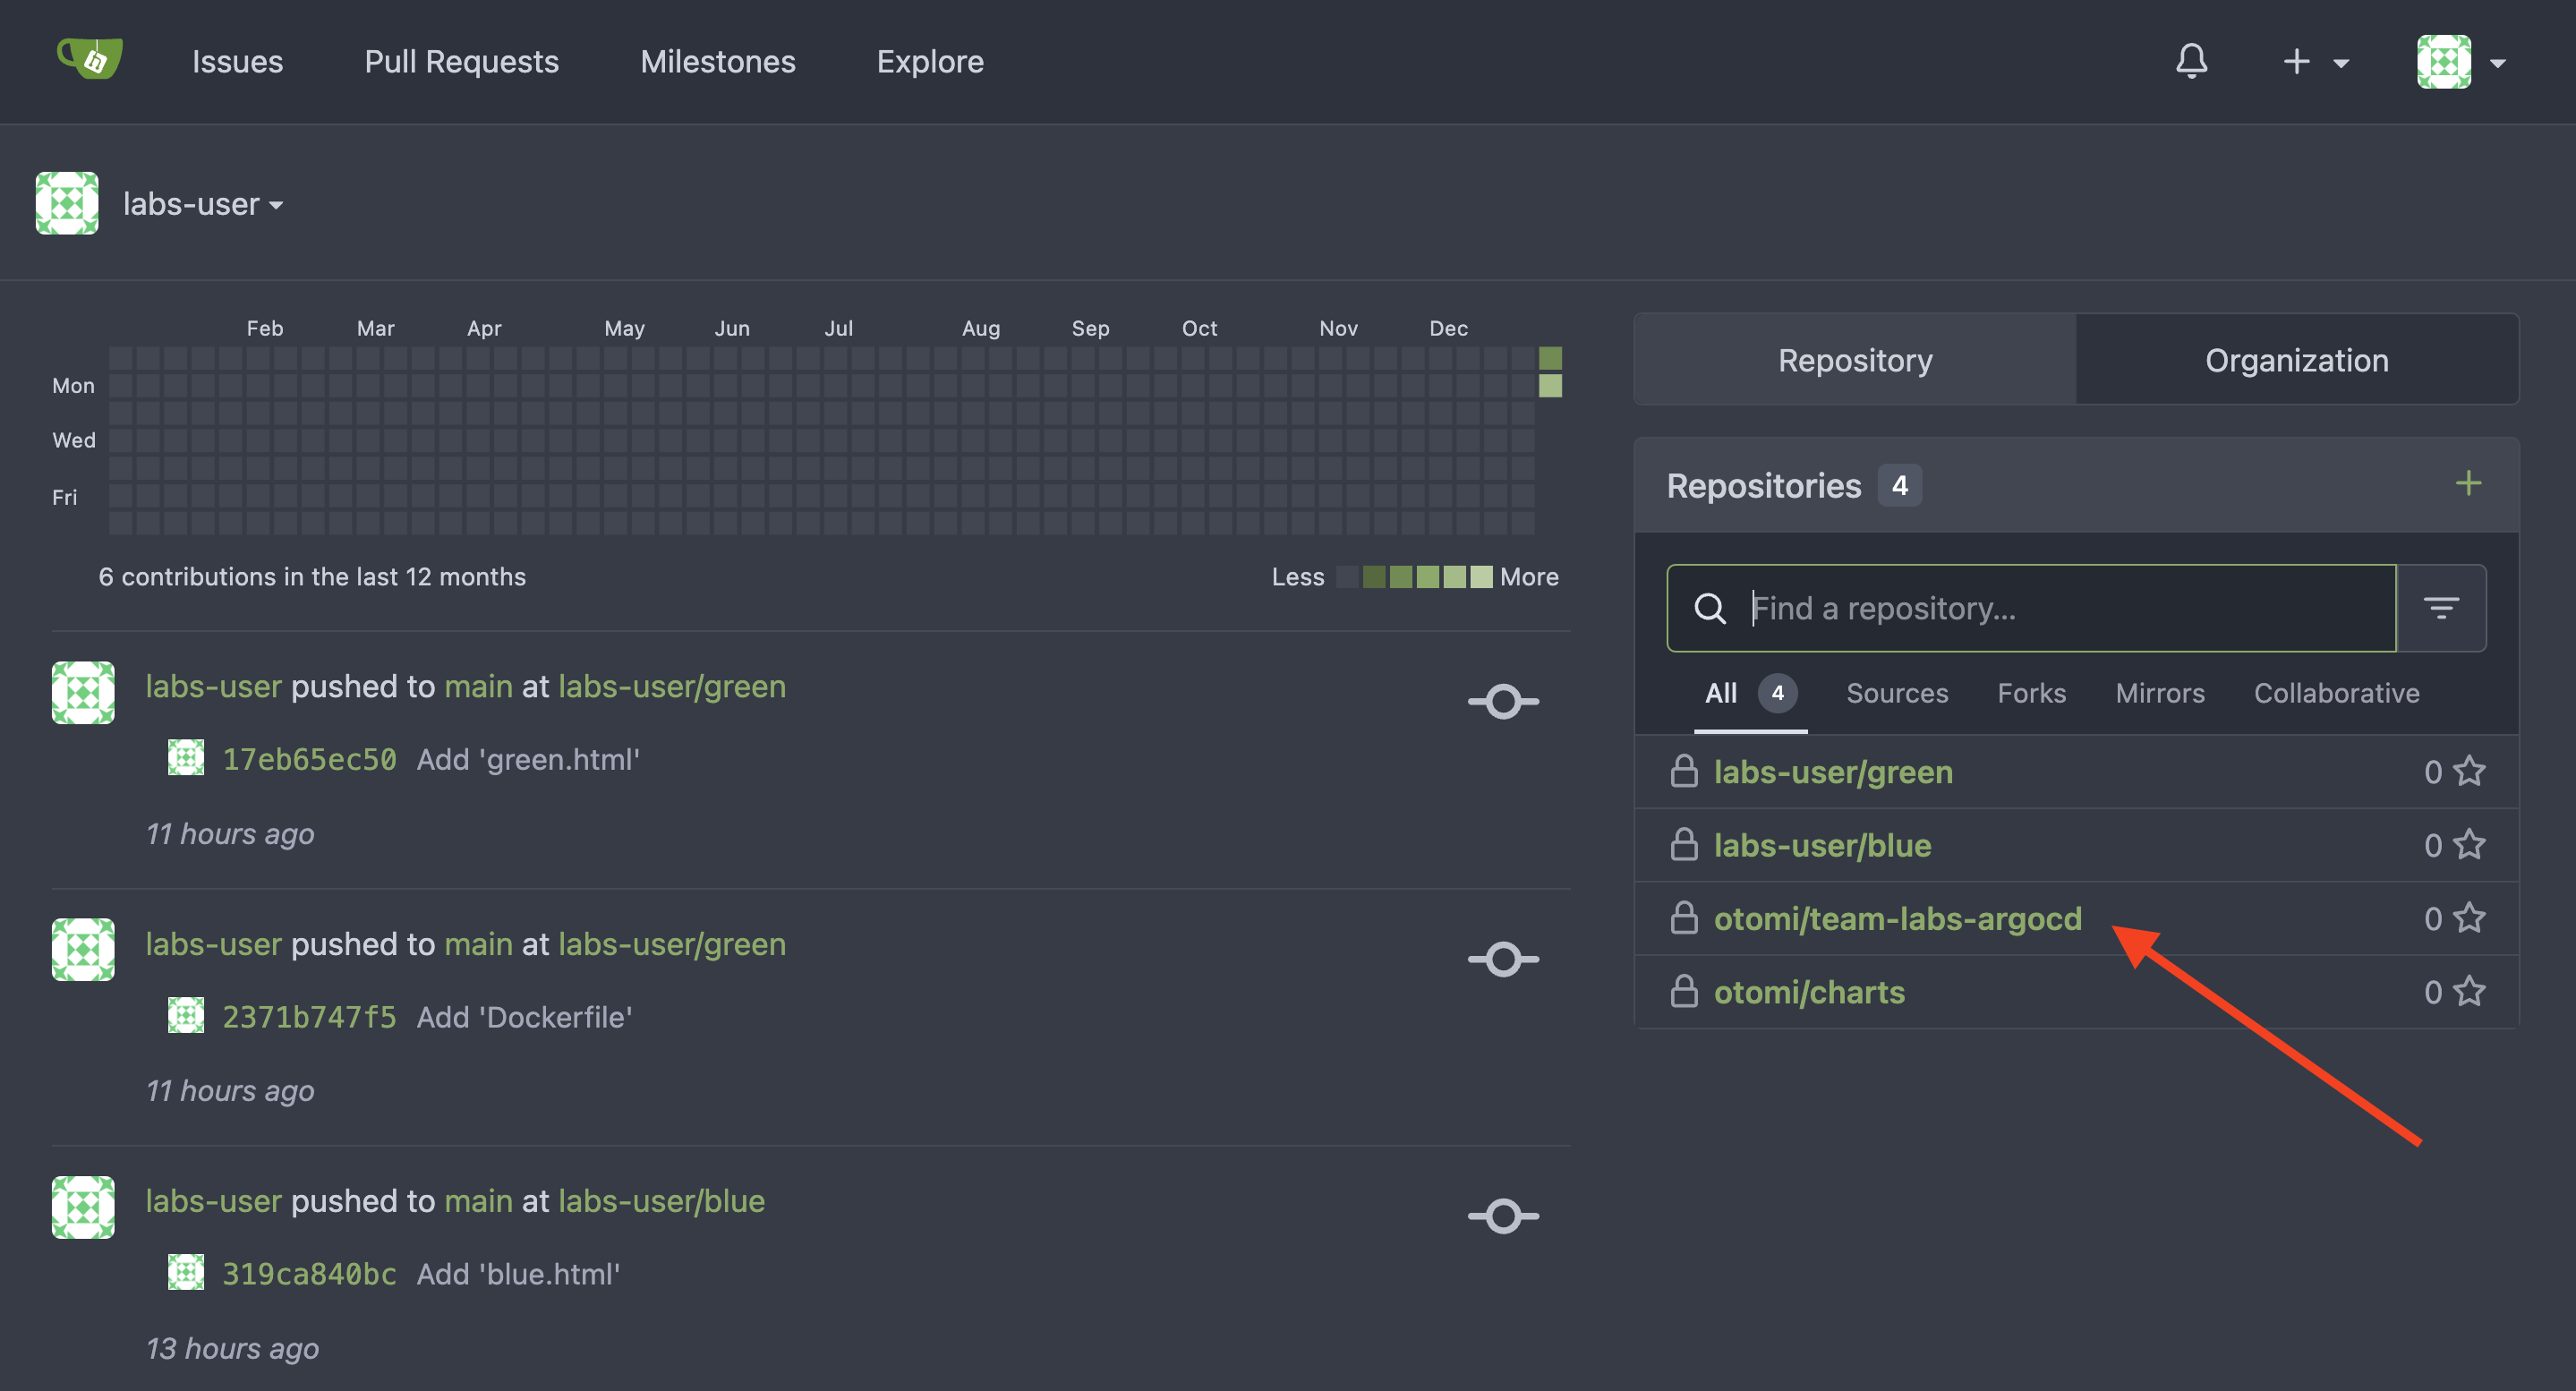 Issues Pull Requests Milestones Explore
labs-user
Feb Mar Apr May Jun Jul Aug Sep Oct Nov Dec
Mon
Wed
Fri
6 contributions in the last 12 months
Less More
labs-user pushed to main at labs-user/green
17eb65ec50 Add 'green.html'
11 hours ago
labs-user pushed to main at labs-user/green
2371b747f5 Add 'Dockerfile'
11 hours ago
labs-user pushed to main at labs-user/blue
319ca840bc Add 'blue.html'
13 hours ago
Repository Organization
Repositories 4
Find a repository...
All 4 Sources Forks Mirrors Collaborative
labs-user/green 0
labs-user/blue 0
otomi/team-labs-argocd 0
otomi/charts 0